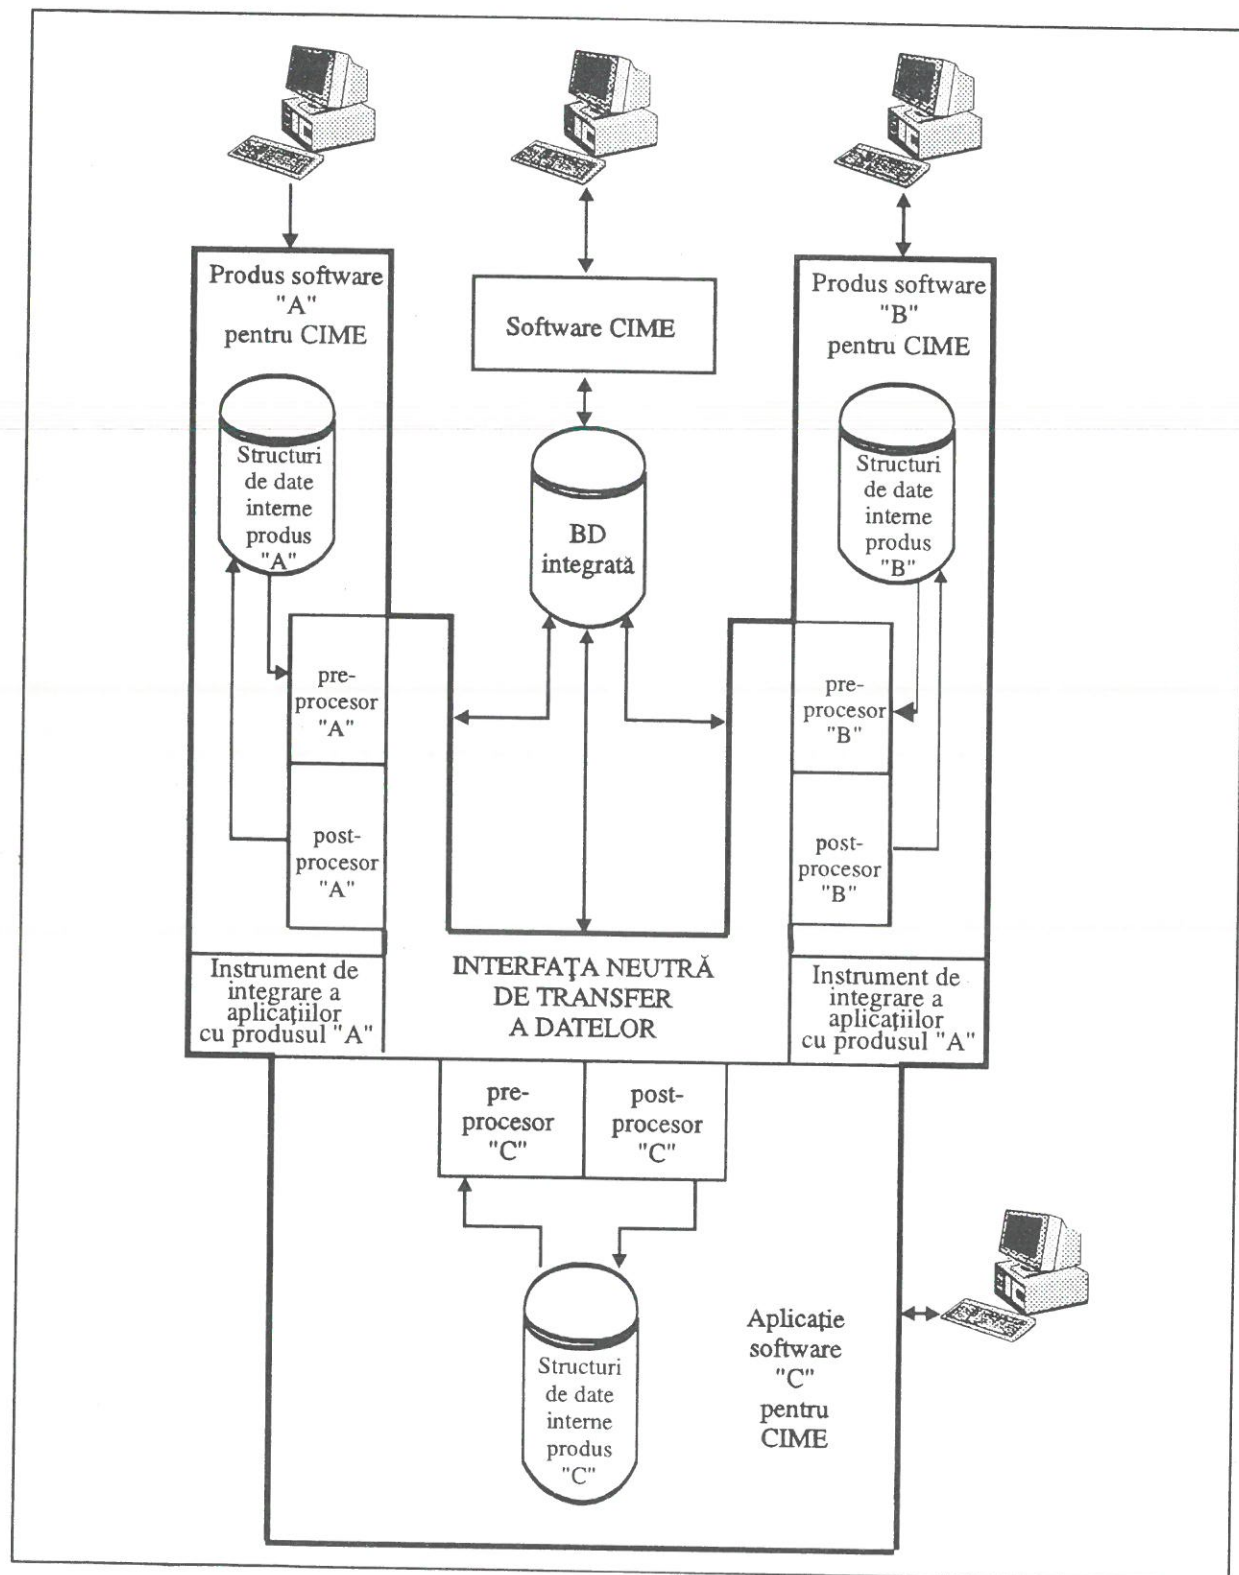 Produs software
"A"
pentru CIME
Structuri
de date
interne
produs
"A"
pre-
procesor
"A"
post-
procesor
"A"
Instrument de
integrare a
aplicațiilor
cu produsul "A"
Software CIME
BD
integrată
Produs software
"B"
pentru CIME
Structuri
de date
interne
produs
"B"
pre-
procesor
"B"
post-
procesor
"B"
Instrument de
integrare a
aplicațiilor
cu produsul "A"
INTERFAȚA NEUTRĂ
DE TRANSFER
A DATELOR
pre-
procesor
"C"
post-
procesor
"C"
Structuri
de date
interne
produs
"C"
Aplicație
software
"C"
pentru
CIME